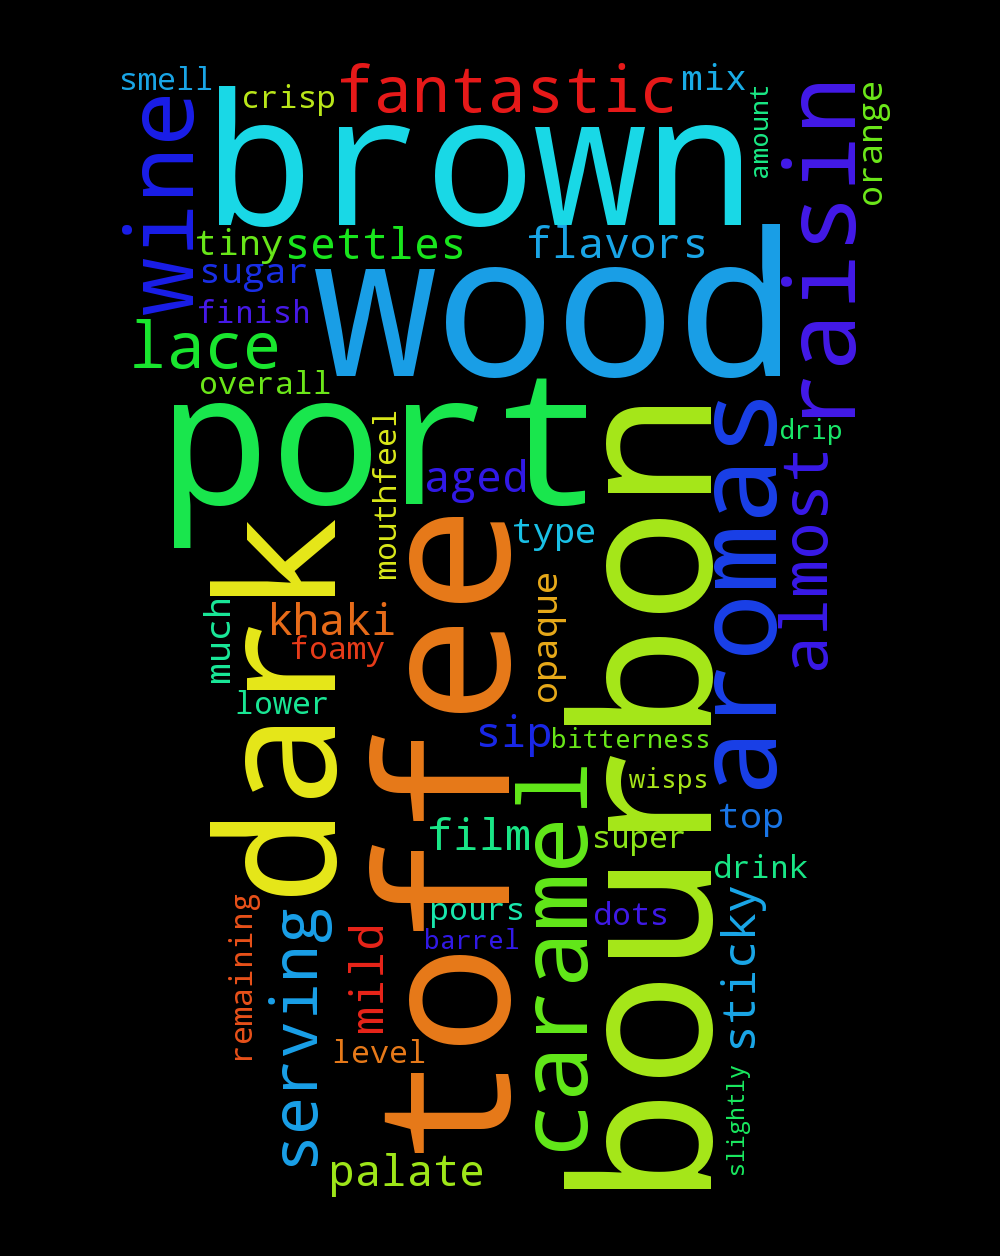 smell
crisp
fantastic
mix
amount
orange
raisin
wine
brown
tiny
settles
flavors
sugar
finish
wood
lace
overall
port
mouthfeel
aged
drip
aromas
almost
type
dark
toffee
bourbon
much
khaki
foamy
opaque
lower
sip
bitterness
wisps
top
film
super
caramel
drink
pours
dots
barrel
sticky
remaining
serving
mild
level
slightly
palate